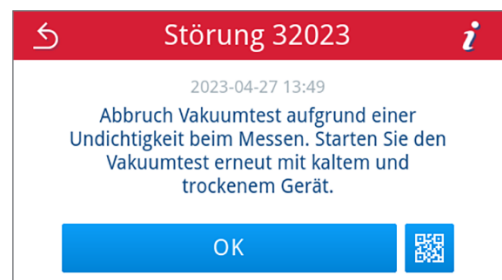 Störung 32023
i
2023-04-27 13:49
Abbruch Vakuumtest aufgrund einer
Undichtigkeit beim Messen. Starten Sie den
Vakuumtest erneut mit kaltem und
trockenem Gerät.
OK